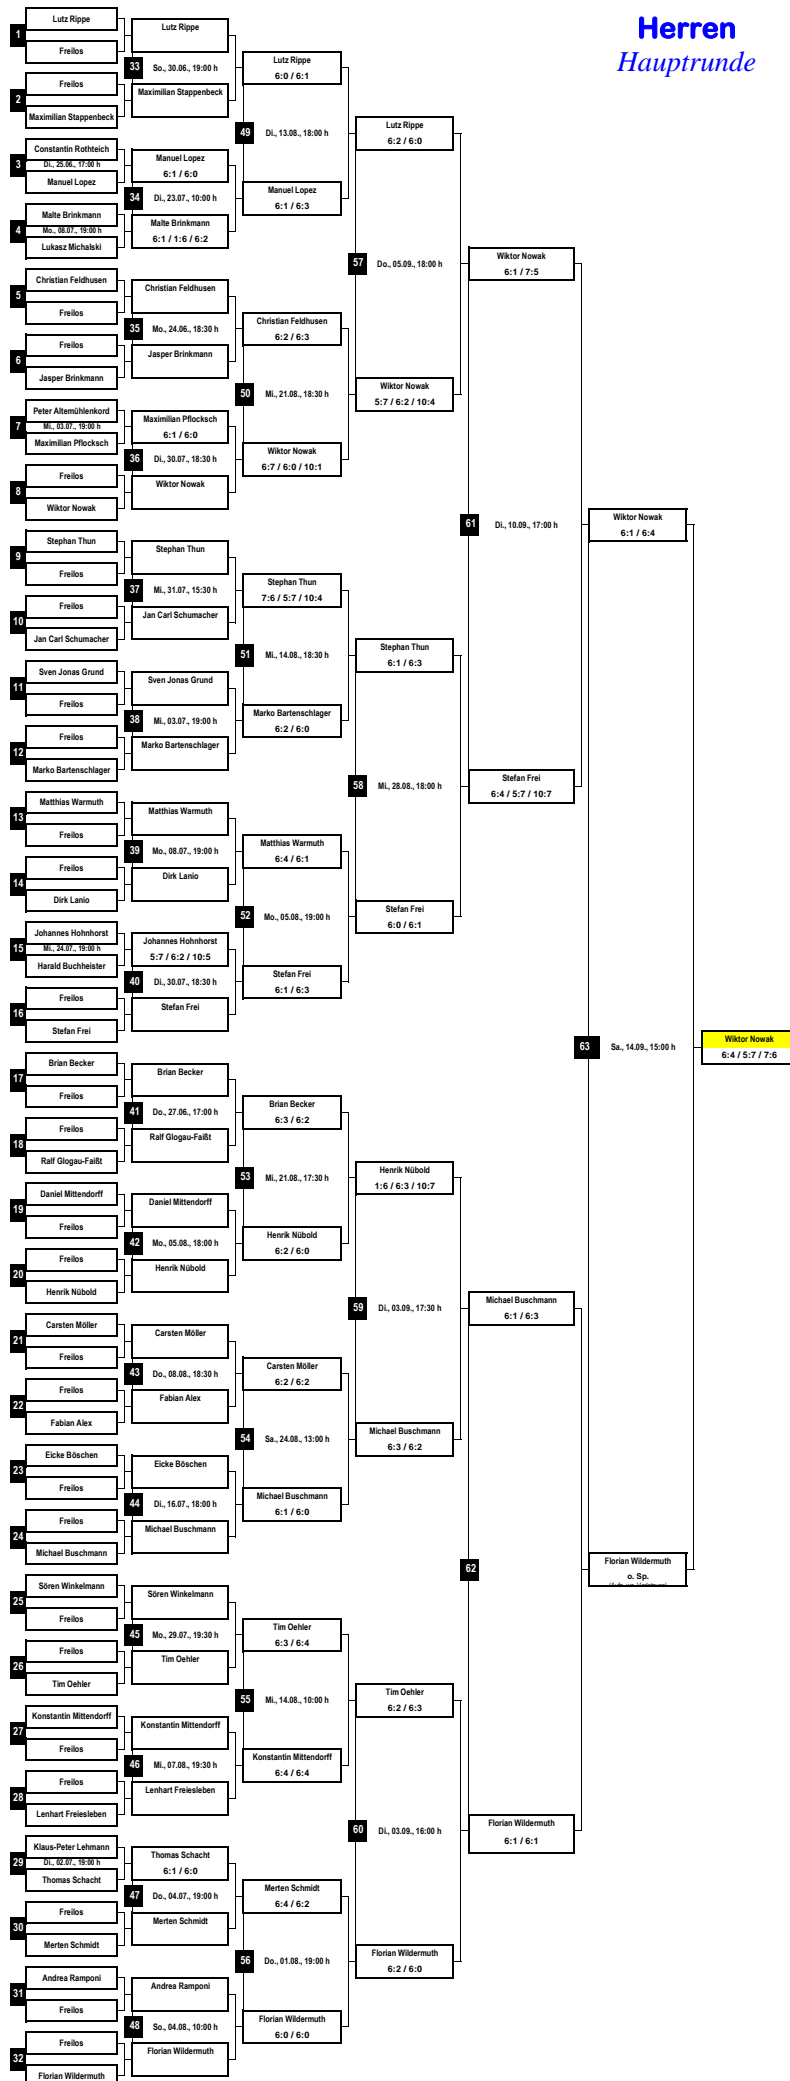 Herren
Hauptrunde
1
Lutz Rippe
Freilos
2
Freilos
Maximilian Stappenbeck
3
Constantin Rothteich
Di., 25.06., 17:00 h
Manuel Lopez
4
Malte Brinkmann
Mo., 08.07., 19:00 h
Lukasz Michalski
5
Christian Feldhusen
Freilos
6
Freilos
Jasper Brinkmann
7
Peter Altemühlenkord
Mi., 03.07., 19:00 h
Maximilian Pflocksch
8
Freilos
Wiktor Nowak
9
Stephan Thun
Freilos
10
Freilos
Jan Carl Schumacher
11
Sven Jonas Grund
Freilos
12
Freilos
Marko Bartenschlager
13
Matthias Warmuth
Freilos
14
Freilos
Dirk Lanio
15
Johannes Hohnhorst
Mi., 24.07., 19:00 h
Harald Buchheister
16
Freilos
Stefan Frei
17
Brian Becker
Freilos
18
Freilos
Ralf Glogau-Faißt
19
Daniel Mittendorff
Freilos
20
Freilos
Henrik Nübold
21
Carsten Möller
Freilos
22
Freilos
Fabian Alex
23
Eicke Böschen
Freilos
24
Freilos
Michael Buschmann
25
Sören Winkelmann
Freilos
26
Freilos
Tim Oehler
27
Konstantin Mittendorff
Freilos
28
Freilos
Lenhart Freiesleben
29
Klaus-Peter Lehmann
Di., 02.07., 19:00 h
Thomas Schacht
30
Freilos
Merten Schmidt
31
Andrea Ramponi
Freilos
32
Freilos
Florian Wildermuth
Lutz Rippe
33
So., 30.06., 19:00 h
Maximilian Stappenbeck
Manuel Lopez
6:1 / 6:0
34
Di., 23.07., 10:00 h
Malte Brinkmann
6:1 / 1:6 / 6:2
Christian Feldhusen
35
Mo., 24.06., 18:30 h
Jasper Brinkmann
Maximilian Pflocksch
6:1 / 6:0
36
Di., 30.07., 18:30 h
Wiktor Nowak
Stephan Thun
37
Mi., 31.07., 15:30 h
Jan Carl Schumacher
Sven Jonas Grund
38
Mi., 03.07., 19:00 h
Marko Bartenschlager
Matthias Warmuth
39
Mo., 08.07., 19:00 h
Dirk Lanio
Johannes Hohnhorst
5:7 / 6:2 / 10:5
40
Di., 30.07., 18:30 h
Stefan Frei
Brian Becker
41
Do., 27.06., 17:00 h
Ralf Glogau-Faißt
Daniel Mittendorff
42
Mo., 05.08., 18:00 h
Henrik Nübold
Carsten Möller
43
Do., 08.08., 18:30 h
Fabian Alex
Eicke Böschen
44
Di., 16.07., 18:00 h
Michael Buschmann
Sören Winkelmann
45
Mo., 29.07., 19:30 h
Tim Oehler
Konstantin Mittendorff
46
Mi., 07.08., 19:30 h
Lenhart Freiesleben
Thomas Schacht
6:1 / 6:0
47
Do., 04.07., 19:00 h
Merten Schmidt
Andrea Ramponi
48
So., 04.08., 10:00 h
Florian Wildermuth
Lutz Rippe
6:0 / 6:1
49
Di., 13.08., 18:00 h
Manuel Lopez
6:1 / 6:3
Christian Feldhusen
6:2 / 6:3
50
Mi., 21.08., 18:30 h
Wiktor Nowak
6:7 / 6:0 / 10:1
Stephan Thun
7:6 / 5:7 / 10:4
51
Mi., 14.08., 18:30 h
Marko Bartenschlager
6:2 / 6:0
Matthias Warmuth
6:4 / 6:1
52
Mo., 05.08., 19:00 h
Stefan Frei
6:1 / 6:3
Brian Becker
6:3 / 6:2
53
Mi., 21.08., 17:30 h
Henrik Nübold
6:2 / 6:0
Carsten Möller
6:2 / 6:2
54
Sa., 24.08., 13:00 h
Michael Buschmann
6:1 / 6:0
Tim Oehler
6:3 / 6:4
55
Mi., 14.08., 10:00 h
Konstantin Mittendorff
6:4 / 6:4
Merten Schmidt
6:4 / 6:2
56
Do., 01.08., 19:00 h
Florian Wildermuth
6:0 / 6:0
Lutz Rippe
6:2 / 6:0
57
Do., 05.09., 18:00 h
Wiktor Nowak
5:7 / 6:2 / 10:4
Stephan Thun
6:1 / 6:3
58
Mi., 28.08., 18:00 h
Stefan Frei
6:0 / 6:1
Henrik Nübold
1:6 / 6:3 / 10:7
59
Di., 03.09., 17:30 h
Michael Buschmann
6:3 / 6:2
Tim Oehler
6:2 / 6:3
60
Di., 03.09., 16:00 h
Florian Wildermuth
6:2 / 6:0
Wiktor Nowak
6:1 / 7:5
61
Di., 10.09., 17:00 h
Stefan Frei
6:4 / 5:7 / 10:7
Michael Buschmann
6:1 / 6:3
62
Florian Wildermuth
6:1 / 6:1
Wiktor Nowak
6:1 / 6:4
63
Sa., 14.09., 15:00 h
Florian Wildermuth
o. Sp.
Wiktor Nowak
6:4 / 5:7 / 7:6